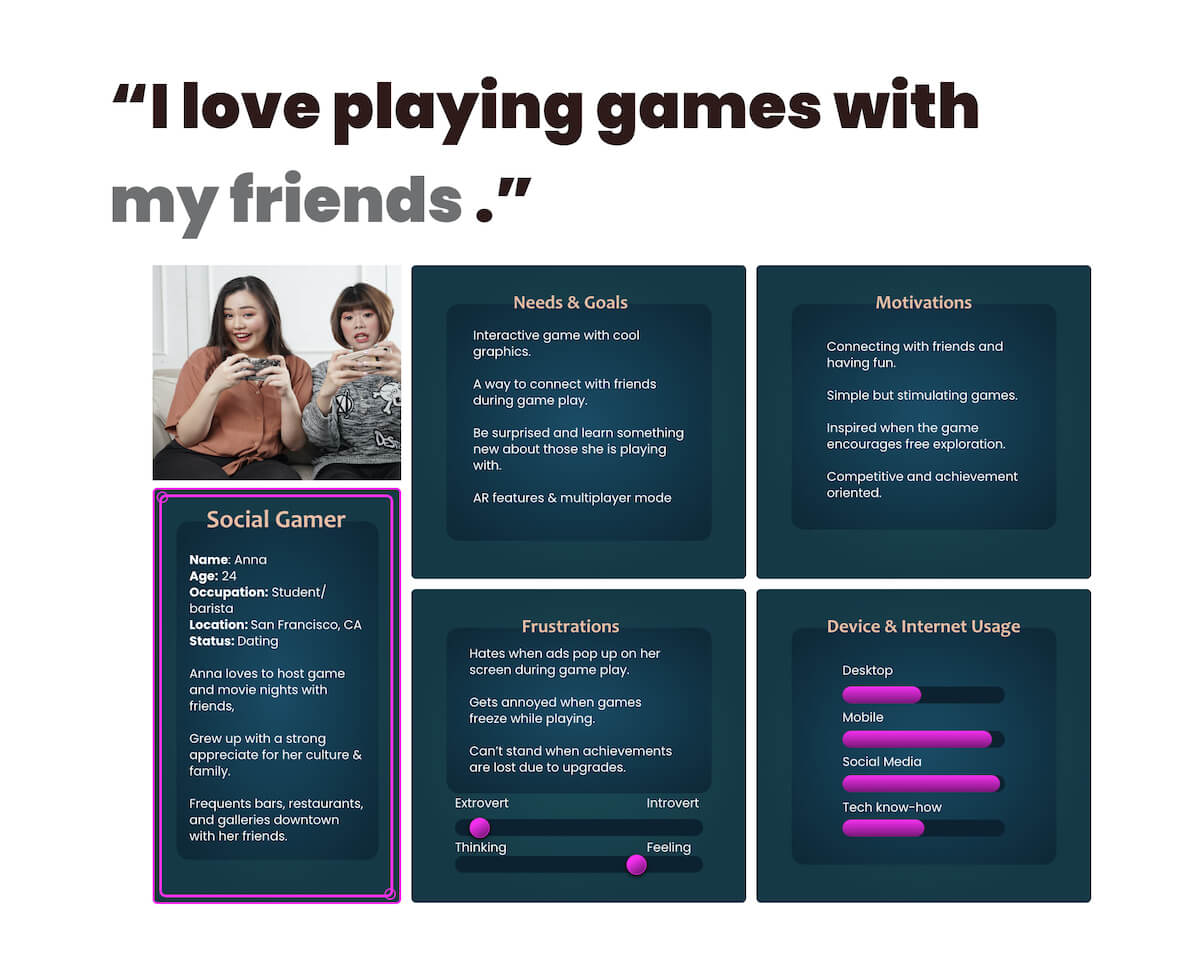 “I love playing games with
my friends .”
Social Gamer
Name: Anna
Age: 24
Occupation: Student/
barista
Location: San Francisco, CA
Status: Dating
Anna loves to host game
and movie nights with
friends,
Grew up with a strong
appreciate for her culture &
family.
Frequents bars, restaurants,
and galleries downtown
with her friends.
Needs & Goals
Interactive game with cool
graphics.
A way to connect with friends
during game play.
Be surprised and learn something
new about those she is playing
with.
AR features & multiplayer mode
Motivations
Connecting with friends and
having fun.
Simple but stimulating games.
Inspired when the game
encourages free exploration.
Competitive and achievement
oriented.
Frustrations
Hates when ads pop up on her
screen during game play.
Gets annoyed when games
freeze while playing.
Can’t stand when achievements
are lost due to upgrades.
Extrovert Introvert
Thinking Feeling
Device & Internet Usage
Desktop
Mobile
Social Media
Tech know-how